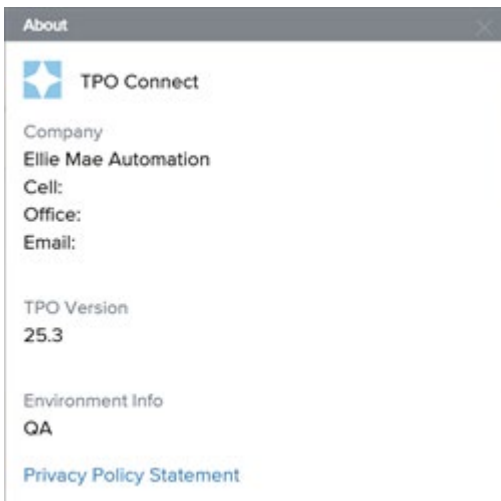 About
TPO Connect
Company
Ellie Mae Automation
Cell:
Office:
Email:
TPO Version
25.3
Environment Info
QA
Privacy Policy Statement